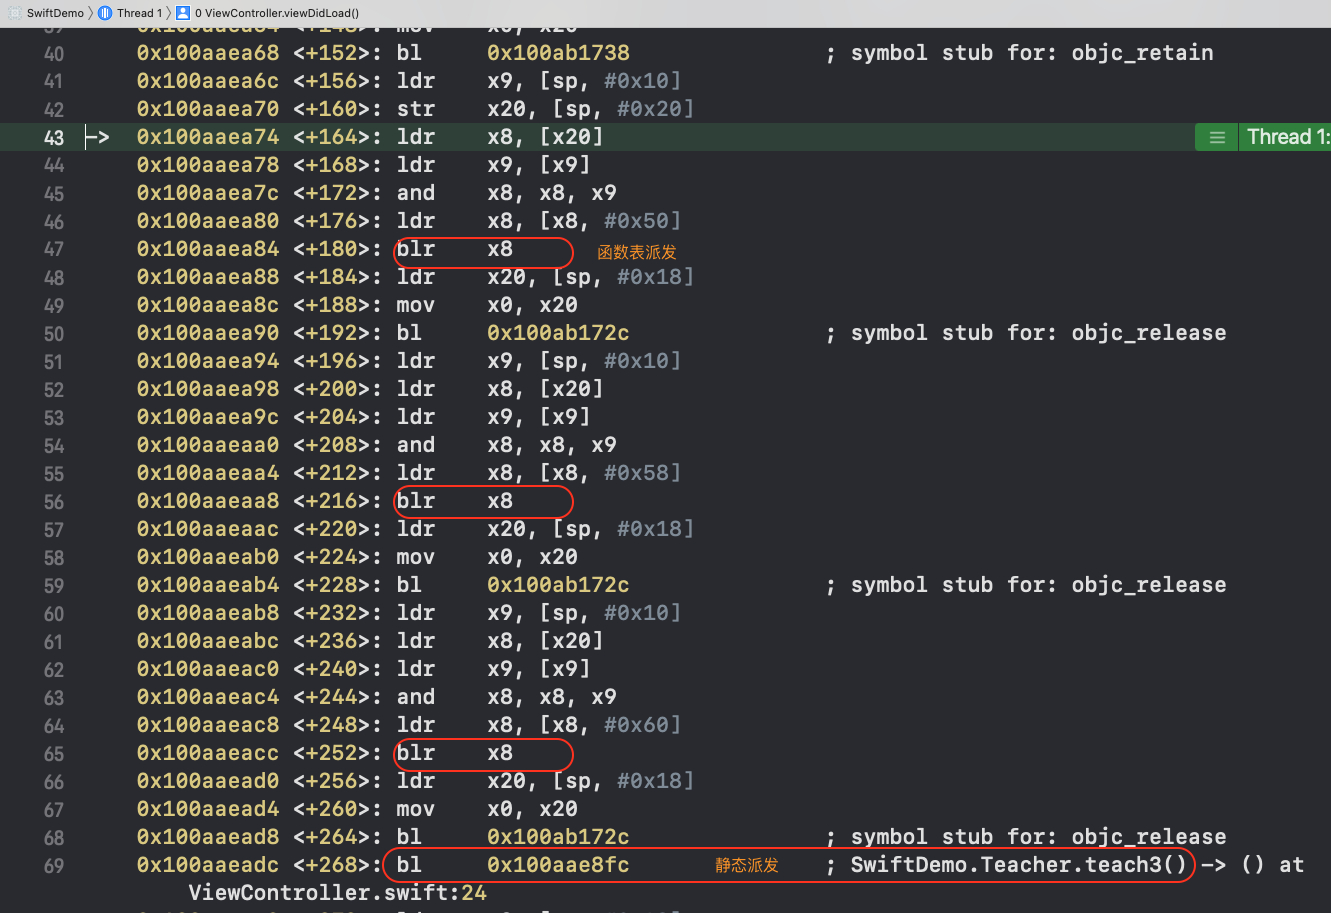 SwiftDemo 〉 Thread 1 〉 0 ViewController.viewDidLoad()
40 0x100aaea68 <+152>: bl 0x100ab1738 ; symbol stub for: objc_retain
41 0x100aaea6c <+156>: ldr x9, [sp, #0x10]
42 0x100aaea70 <+160>: str x20, [sp, #0x20]
43 -> 0x100aaea74 <+164>: ldr x8, [x20] Thread 1:
44 0x100aaea78 <+168>: ldr x9, [x9]
45 0x100aaea7c <+172>: and x8, x8, x9
46 0x100aaea80 <+176>: ldr x8, [x8, #0x50]
47 0x100aaea84 <+180>: blr x8 函数表派发
48 0x100aaea88 <+184>: ldr x20, [sp, #0x18]
49 0x100aaea8c <+188>: mov x0, x20
50 0x100aaea90 <+192>: bl 0x100ab172c ; symbol stub for: objc_release
51 0x100aaea94 <+196>: ldr x9, [sp, #0x10]
52 0x100aaea98 <+200>: ldr x8, [x20]
53 0x100aaea9c <+204>: ldr x9, [x9]
54 0x100aaeaa0 <+208>: and x8, x8, x9
55 0x100aaeaa4 <+212>: ldr x8, [x8, #0x58]
56 0x100aaeaa8 <+216>: blr x8
57 0x100aaeaac <+220>: ldr x20, [sp, #0x18]
58 0x100aaeab0 <+224>: mov x0, x20
59 0x100aaeab4 <+228>: bl 0x100ab172c ; symbol stub for: objc_release
60 0x100aaeab8 <+232>: ldr x9, [sp, #0x10]
61 0x100aaeabc <+236>: ldr x8, [x20]
62 0x100aaeac0 <+240>: ldr x9, [x9]
63 0x100aaeac4 <+244>: and x8, x8, x9
64 0x100aaeac8 <+248>: ldr x8, [x8, #0x60]
65 0x100aaeacc <+252>: blr x8
66 0x100aaead0 <+256>: ldr x20, [sp, #0x18]
67 0x100aaead4 <+260>: mov x0, x20
68 0x100aaead8 <+264>: bl 0x100ab172c ; symbol stub for: objc_release
69 0x100aaeadc <+268>: bl 0x100aae8fc 静态派发 ; SwiftDemo.Teacher.teach3() -> () at
ViewController.swift:24